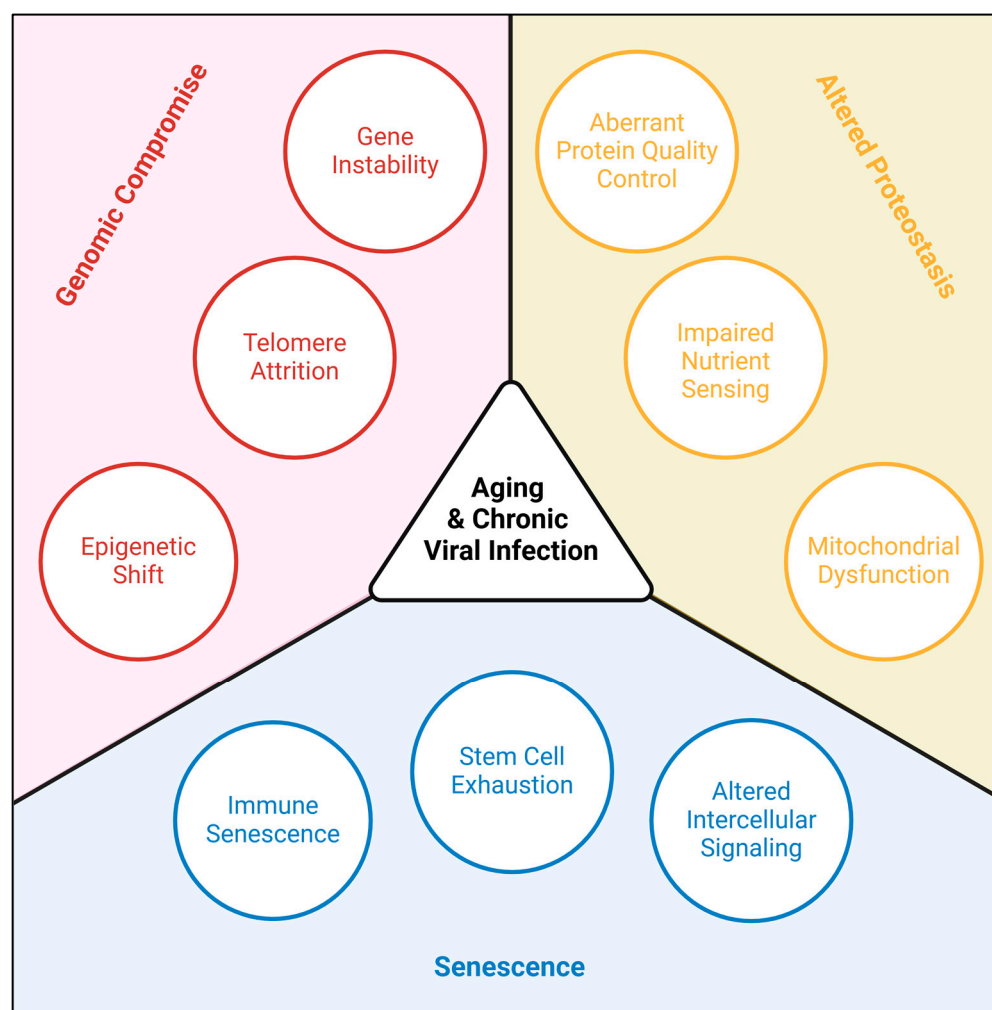 Genomic Compromise
Gene
Instability
Telomere
Attrition
Epigenetic
Shift
Altered Proteostasis
Aberrant
Protein Quality
Control
Impaired
Nutrient
Sensing
Mitochondrial
Dysfunction
Aging
& Chronic
Viral Infection
Immune
Senescence
Stem Cell
Exhaustion
Altered
Intercellular
Signaling
Senescence